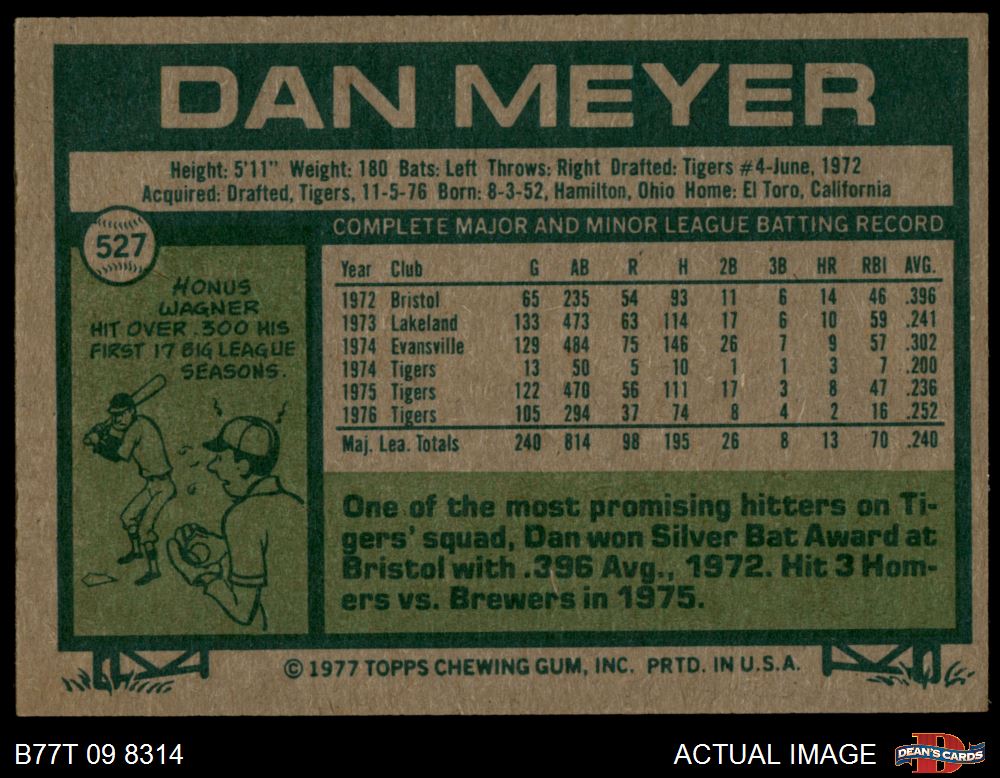 DAN MEYER
Height: 5'11" Weight: 180 Bats: Left Throws: Right Drafted: Tigers #4-June, 1972
Acquired: Drafted, Tigers, 11-5-76 Born: 8-3-52, Hamilton, Ohio Home: El Toro, California
527
HONUS
WAGNER
HIT OVER .300 HIS
FIRST 17 BIG LEAGUE
SEASONS.
COMPLETE MAJOR AND MINOR LEAGUE BATTING RECORD
Year Club G AB R H 2B 3B HR RBI AVG.
1972 Bristol 65 235 54 93 11 6 14 46 .396
1973 Lakeland 133 473 63 114 17 6 10 59 .241
1974 Evansville 129 484 75 146 26 7 9 57 .302
1974 Tigers 13 50 5 10 1 1 3 7 .200
1975 Tigers 122 470 56 111 17 3 8 47 .236
1976 Tigers 105 294 37 74 8 4 2 16 .252
Maj. Lea. Totals 240 814 98 195 26 8 13 70 .240
One of the most promising hitters on Ti-
gers' squad, Dan won Silver Bat Award at
Bristol with .396 Avg., 1972. Hit 3 Hom-
ers vs. Brewers in 1975.
© 1977 TOPPS CHEWING GUM, INC. PRTD. IN U.S.A.
B77T 09 8314
ACTUAL IMAGE
D
DEAN'S CARDS